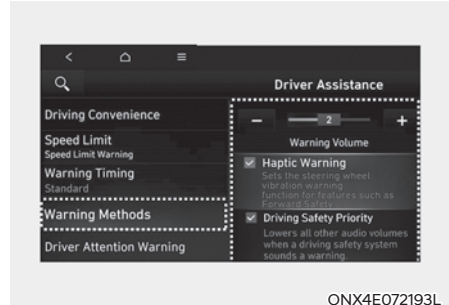 Driver Assistance
Driving Convenience
Speed Limit
Speed Limit Warning
Warning Timing
Standard
Warning Methods
Driver Attention Warning
2
Warning Volume
Haptic Warning
Sets the steering wheel
vibration warning
function for features such as
Forward Safety.
Driving Safety Priority
Lowers all other audio volumes
when a driving safety system
sounds a warning.
ONX4E072193L